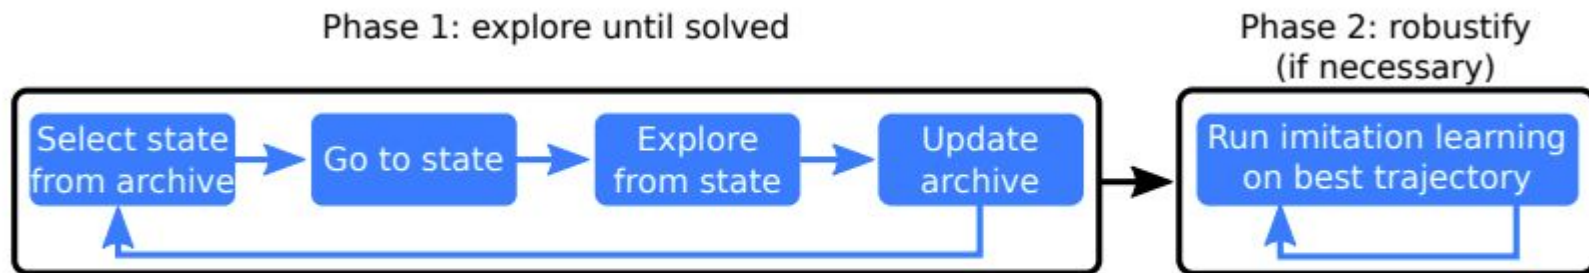 Phase 1: explore until solved
Phase 2: robustify
(if necessary)
Select state
from archive
Go to state
Explore
from state
Update
archive
Run imitation learning
on best trajectory